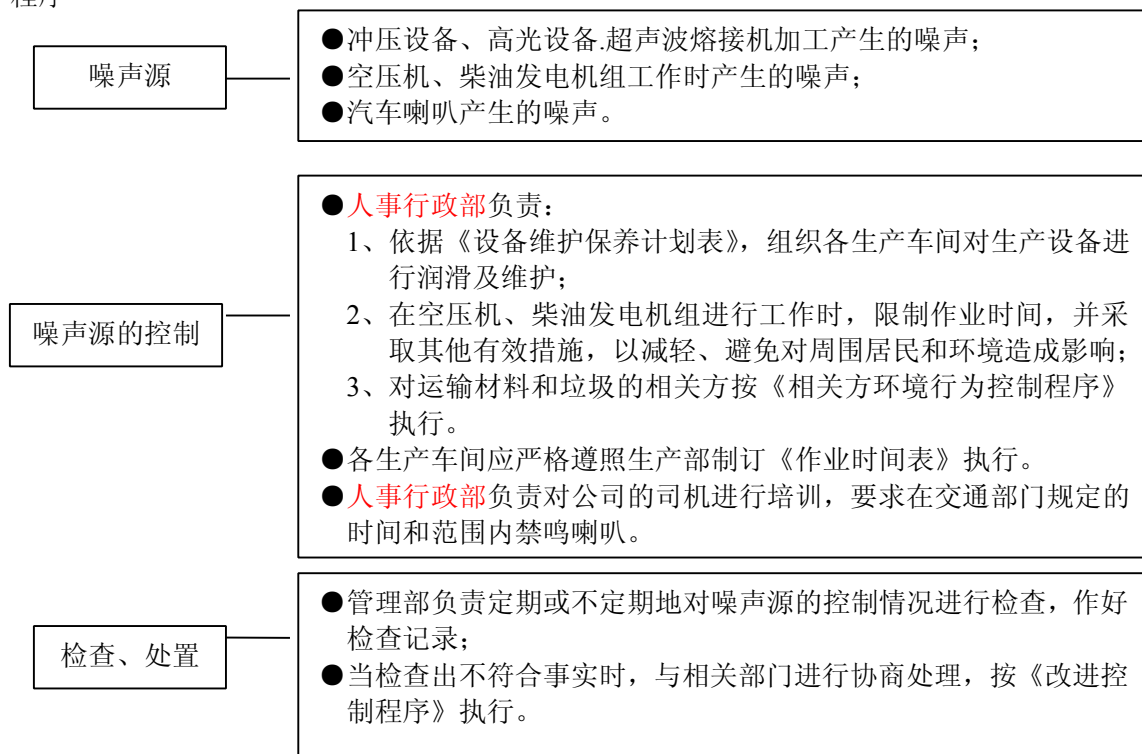 程序
噪声源
●冲压设备、高光设备.超声波熔接机加工产生的噪声；
●空压机、柴油发电机组工作时产生的噪声；
●汽车喇叭产生的噪声。
噪声源的控制
●人事行政部负责：
1、依据《设备维护保养计划表》，组织各生产车间对生产设备进
行润滑及维护；
2、在空压机、柴油发电机组进行工作时，限制作业时间，并采
取其他有效措施，以减轻、避免对周围居民和环境造成影响；
3、对运输材料和垃圾的相关方按《相关方环境行为控制程序》
执行。
●各生产车间应严格遵照生产部制订《作业时间表》执行。
●人事行政部负责对公司的司机进行培训，要求在交通部门规定的
时间和范围内禁鸣喇叭。
检查、处置
●管理部负责定期或不定期地对噪声源的控制情况进行检查，作好
检查记录；
●当检查出不符合事实时，与相关部门进行协商处理，按《改进控
制程序》执行。